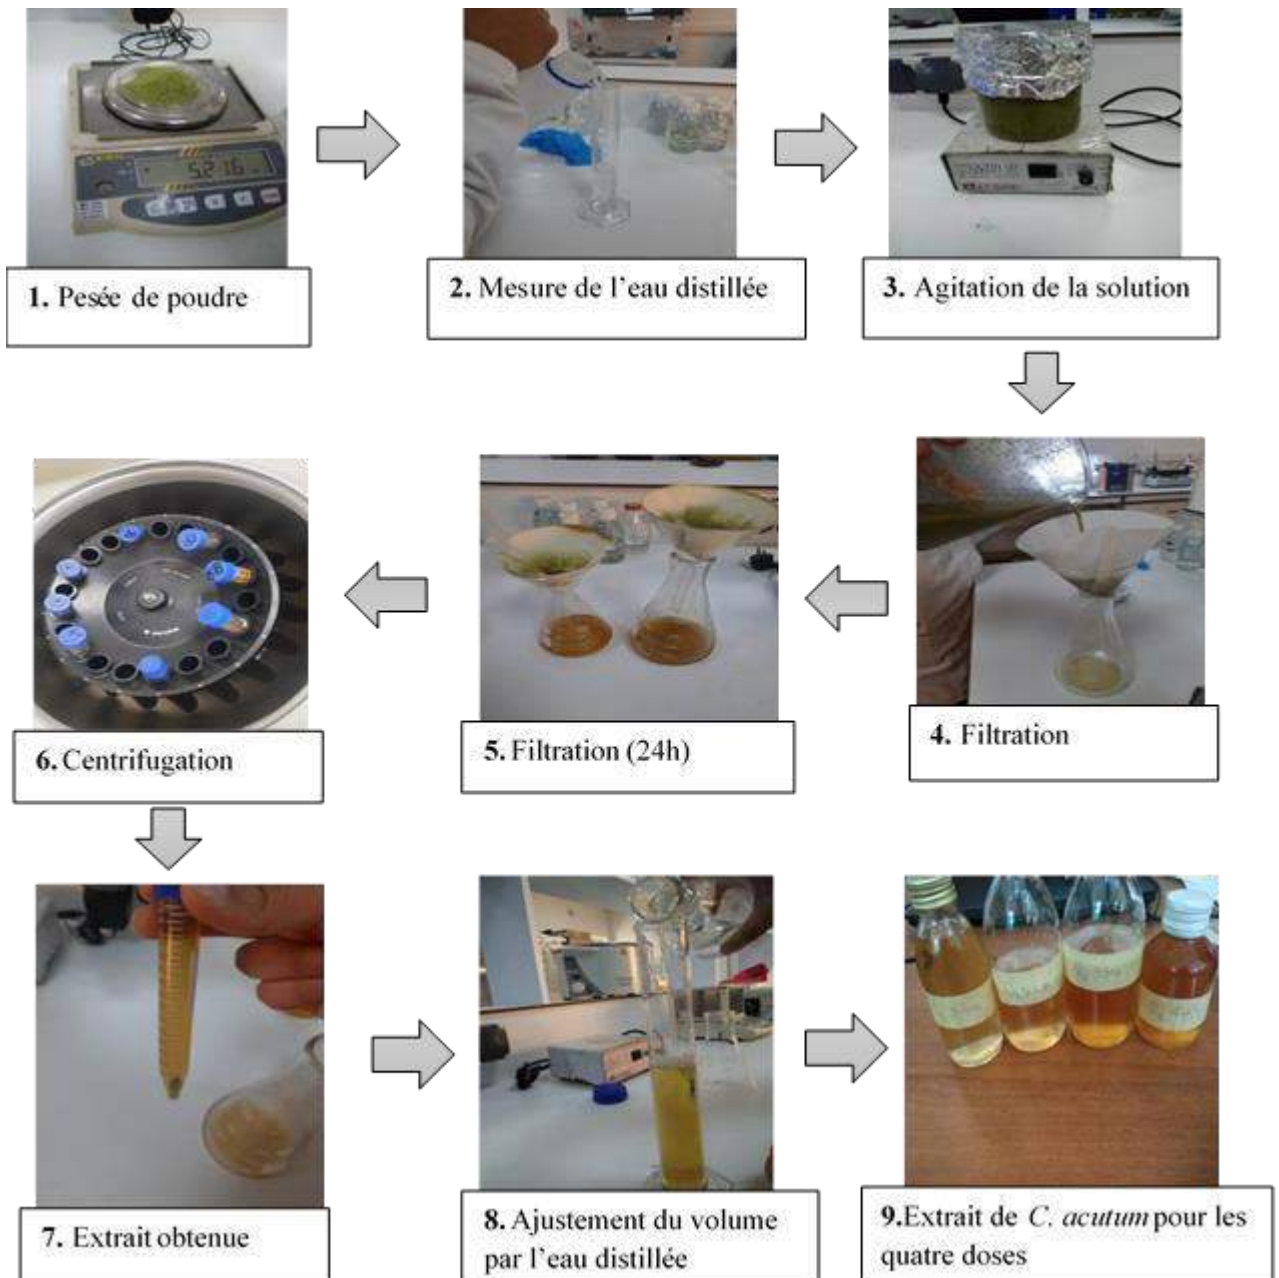 5.216
1. Pesée de poudre
2. Mesure de l'eau distillée
3. Agitation de la solution
4. Filtration
5. Filtration (24h)
6. Centrifugation
7. Extrait obtenue
8. Ajustement du volume
par l'eau distillée
9.Extrait de C. acutum pour les
quatre doses